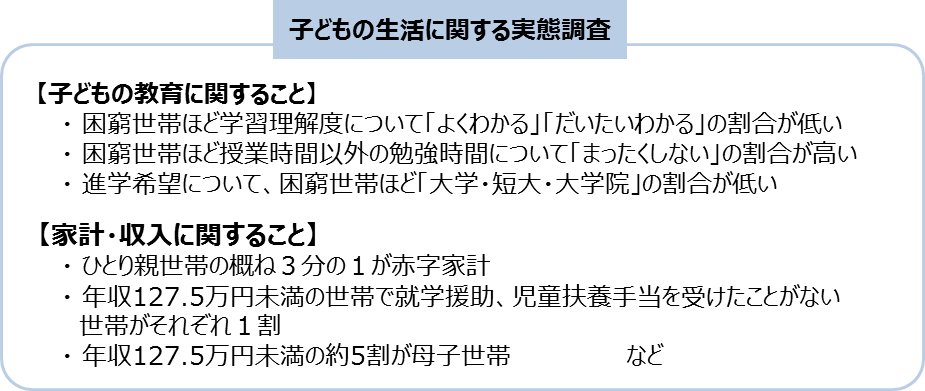 子どもの生活に関する実態調査
【子どもの教育に関すること】
・ 困窮世帯ほど学習理解度について「よくわかる」「だいたいわかる」の割合が低い
・ 困窮世帯ほど授業時間以外の勉強時間について「まったくしない」の割合が高い
・ 進学希望について、困窮世帯ほど「大学・短大・大学院」の割合が低い
【家計・収入に関すること】
・ ひとり親世帯の概ね３分の１が赤字家計
・ 年収127.5万円未満の世帯で就学援助、児童扶養手当を受けたことがない
世帯がそれぞれ１割
・ 年収127.5万円未満の約5割が母子世帯 など